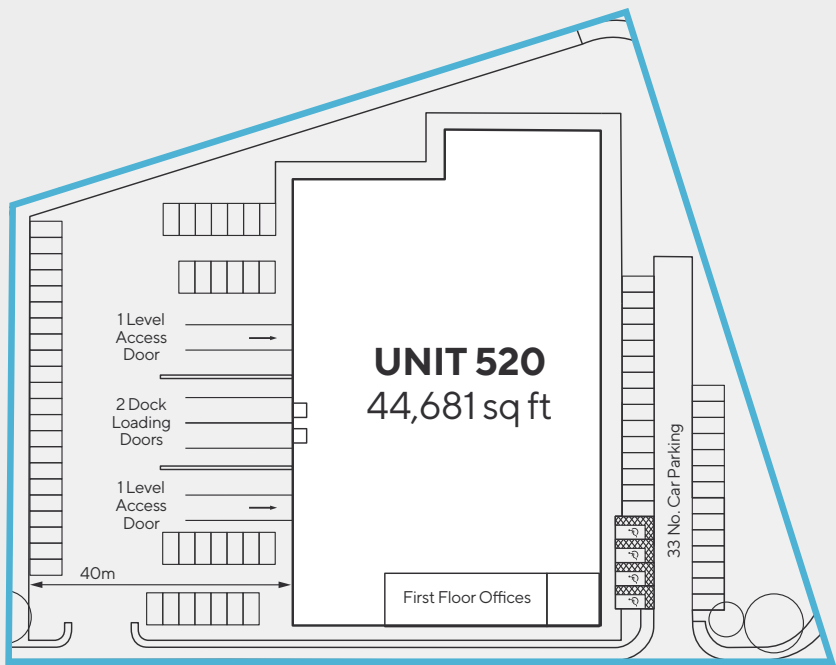 1 Level
Access
Door
2 Dock
Loading
Doors
1 Level
Access
Door
40m
UNIT 520
44,681 sq ft
First Floor Offices
33 No. Car Parking